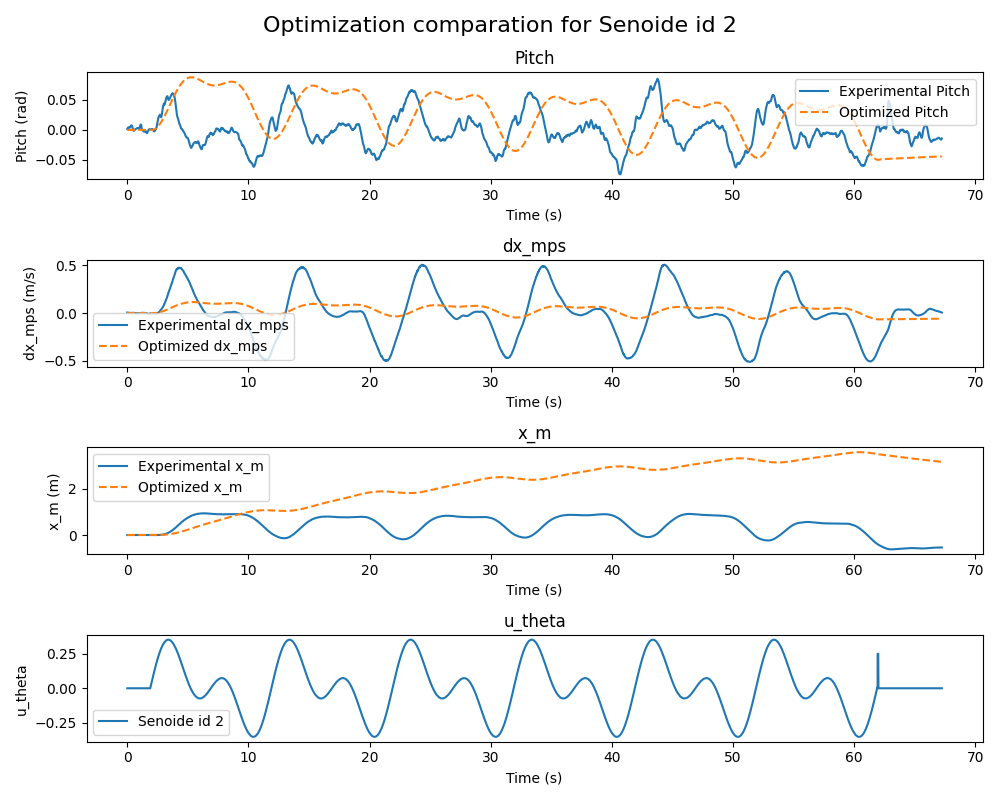 Optimization comparation for Senoide id 2
Pitch
Pitch (rad)
0.05
0.00
−0.05
Experimental Pitch
Optimized Pitch
0 10 20 30 40 50 60 70
Time (s)
dx_mps
dx_mps (m/s)
0.5
0.0
−0.5
Experimental dx_mps
Optimized dx_mps
0 10 20 30 40 50 60 70
Time (s)
x_m
x_m (m)
2
0
Experimental x_m
Optimized x_m
0 10 20 30 40 50 60 70
Time (s)
u_theta
u_theta
0.25
0.00
−0.25
Senoide id 2
0 10 20 30 40 50 60 70
Time (s)